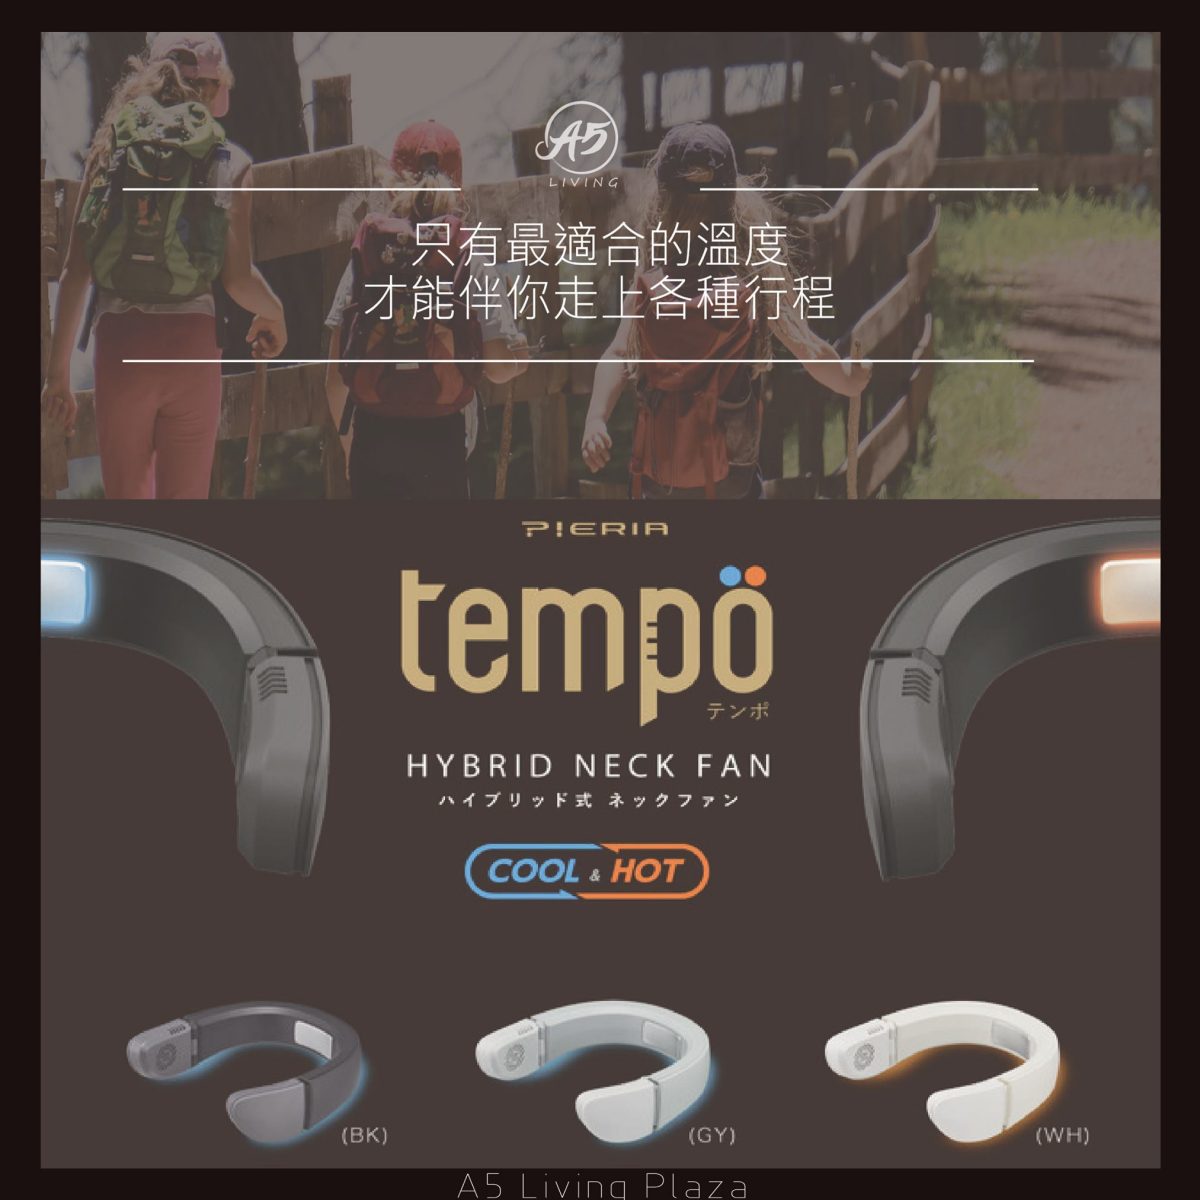 A5
LIVING
只有最適合的溫度
才能伴你走上各種行程
P!ERIA
tempö
テンポ
HYBRID NECK FAN
ハイブリッド式 ネックファン
COOL & HOT
(BK)
(GY)
(WH)
A5 Living Plaza